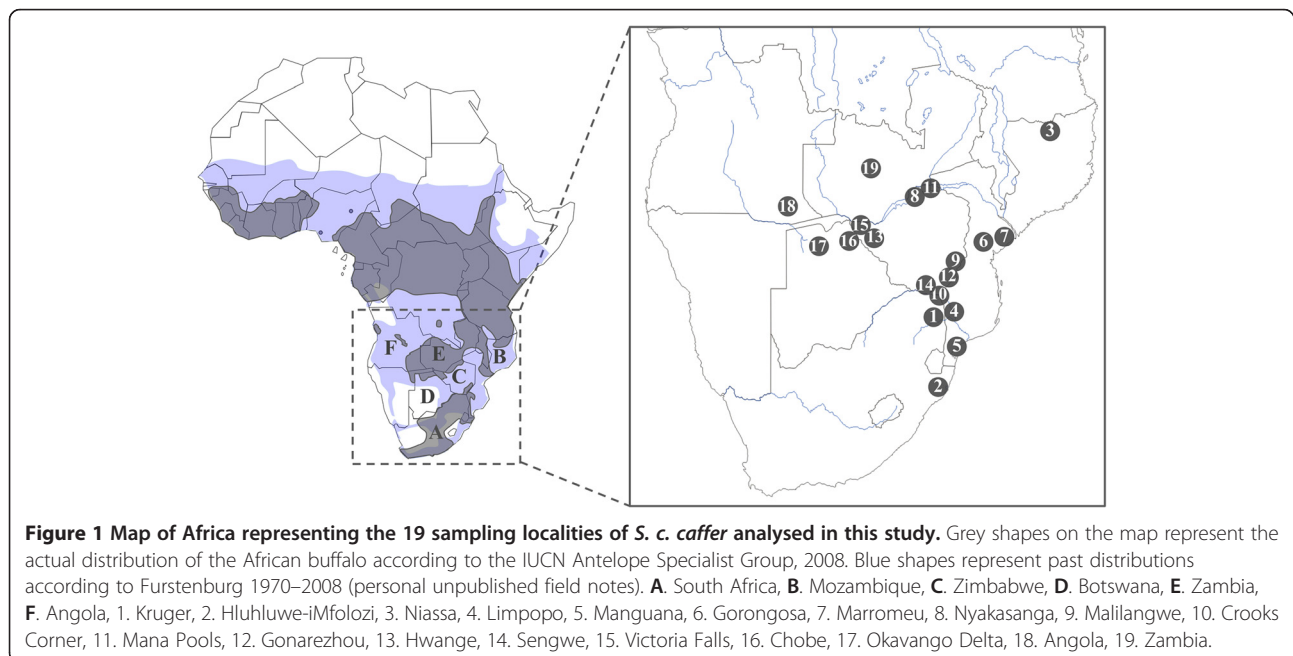 F
E
B
C
D
A
3
19
11
8
18
15
16
13
17
6
7
9
12
14
10
1
4
5
2
Figure 1 Map of Africa representing the 19 sampling localities of S. c. caffer analysed in this study. Grey shapes on the map represent the
actual distribution of the African buffalo according to the IUCN Antelope Specialist Group, 2008. Blue shapes represent past distributions
according to Furstenburg 1970–2008 (personal unpublished field notes). A. South Africa, B. Mozambique, C. Zimbabwe, D. Botswana, E. Zambia,
F. Angola, 1. Kruger, 2. Hluhluwe-iMfolozi, 3. Niassa, 4. Limpopo, 5. Manguana, 6. Gorongosa, 7. Marromeu, 8. Nyakasanga, 9. Malilangwe, 10. Crooks
Corner, 11. Mana Pools, 12. Gonarezhou, 13. Hwange, 14. Sengwe, 15. Victoria Falls, 16. Chobe, 17. Okavango Delta, 18. Angola, 19. Zambia.